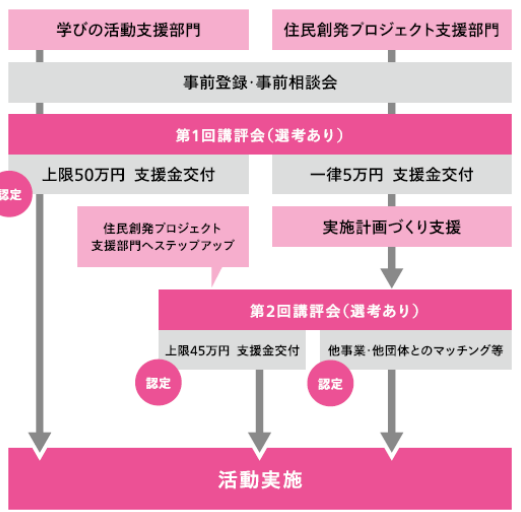 学びの活動支援部門
住民創発プロジェクト支援部門
事前登録・事前相談会
第1回講評会（選考あり）
上限50万円 支援金交付
一律5万円 支援金交付
認定
住民創発プロジェクト
支援部門へステップアップ
実施計画づくり支援
第2回講評会（選考あり）
上限45万円 支援金交付
他事業・他団体とのマッチング等
認定
認定
活動実施